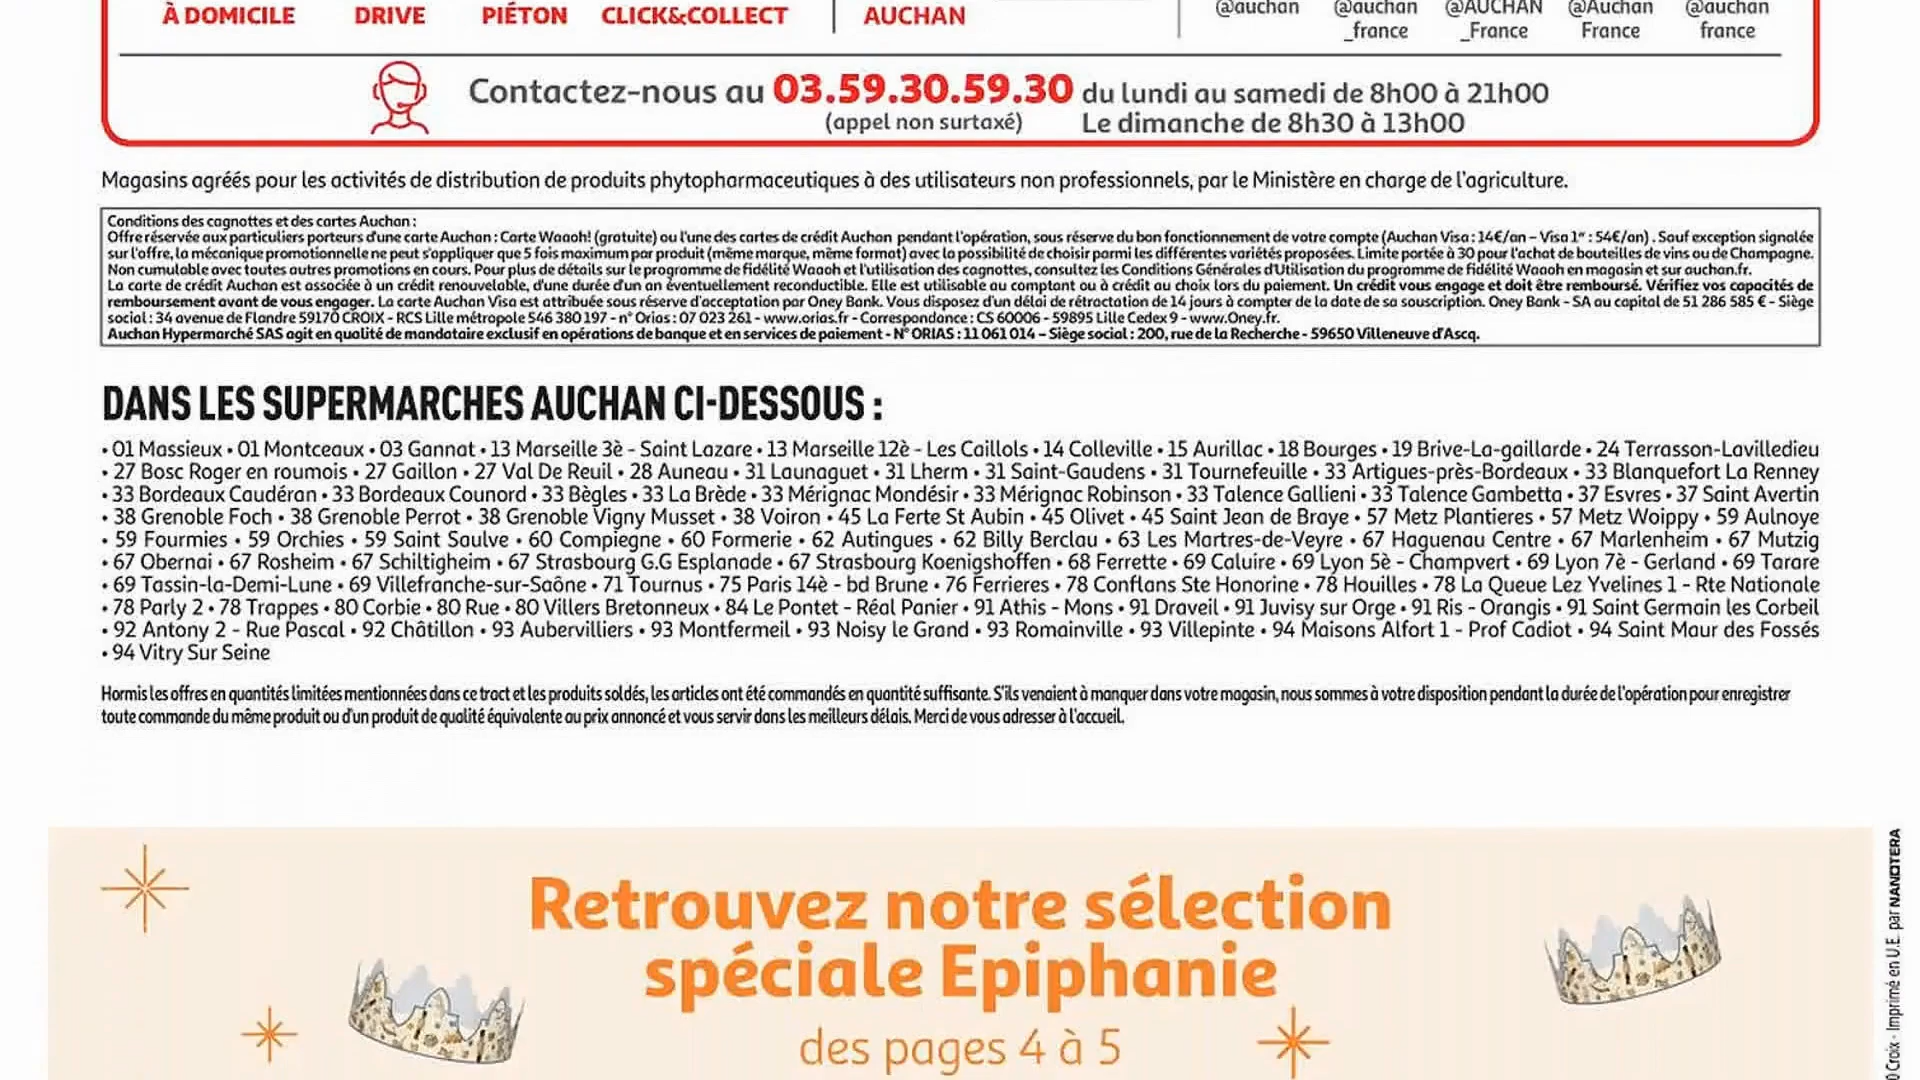 À DOMICILE DRIVE PIÉTON CLICK&COLLECT AUCHAN
@auchan @auchan @AUCHAN @Auchan @auchan
_france _France France france
Contactez-nous au 03.59.30.59.30 du lundi au samedi de 8h00 à 21h00
(appel non surtaxé) Le dimanche de 8h30 à 13h00
Magasins agréés pour les activités de distribution de produits phytopharmaceutiques à des utilisateurs non professionnels, par le Ministère en charge de l'agriculture.
Conditions des cagnottes et des cartes Auchan :
Offre réservée aux particuliers porteurs d'une carte Auchan : Carte Waaoh! (gratuite) ou l'une des cartes de crédit Auchan pendant l'opération, sous réserve du bon fonctionnement de votre compte (Auchan Visa : 14€/an – Visa 1er : 54€/an) . Sauf exception signalée
sur l'offre, la mécanique promotionnelle ne peut s'appliquer que 5 fois maximum par produit (même marque, même format) avec la possibilité de choisir parmi les différentes variétés proposées. Limite portée à 30 pour l'achat de bouteilles de vins ou de Champagne.
Non cumulable avec toutes autres promotions en cours. Pour plus de détails sur le programme de fidélité Waaoh et l'utilisation des cagnottes, consultez les Conditions Générales d'Utilisation du programme de fidélité Waaoh en magasin et sur auchan.fr.
La carte de crédit Auchan est associée à un crédit renouvelable, d'une durée d'un an éventuellement reconductible. Elle est utilisable au comptant ou à crédit au choix lors du paiement. Un crédit vous engage et doit être remboursé. Vérifiez vos capacités de
remboursement avant de vous engager. La carte Auchan Visa est attribuée sous réserve d'acceptation par Oney Bank. Vous disposez d'un délai de rétractation de 14 jours à compter de la date de sa souscription. Oney Bank - SA au capital de 51 286 585 € - Siège
social : 34 avenue de Flandre 59170 CROIX - RCS Lille métropole 546 380 197 - n° Orias : 07 023 261 - www.orias.fr - Correspondance : CS 60006 - 59895 Lille Cedex 9 - www.Oney.fr.
Auchan Hypermarché SAS agit en qualité de mandataire exclusif en opérations de banque et en services de paiement - N° ORIAS : 11 061 014 – Siège social : 200, rue de la Recherche - 59650 Villeneuve d'Ascq.
DANS LES SUPERMARCHES AUCHAN CI-DESSOUS :
• 01 Massieux • 01 Montceaux • 03 Gannat • 13 Marseille 3è - Saint Lazare • 13 Marseille 12è - Les Caillols • 14 Colleville • 15 Aurillac • 18 Bourges • 19 Brive-La-gaillarde • 24 Terrasson-Lavilledieu
• 27 Bosc Roger en roumois • 27 Gaillon • 27 Val De Reuil • 28 Auneau • 31 Launaguet • 31 Lherm • 31 Saint-Gaudens • 31 Tournefeuille • 33 Artigues-près-Bordeaux • 33 Blanquefort La Renney
• 33 Bordeaux Caudéran • 33 Bordeaux Counord • 33 Bègles • 33 La Brède • 33 Mérignac Mondésir • 33 Mérignac Robinson • 33 Talence Gallieni • 33 Talence Gambetta • 37 Esvres • 37 Saint Avertin
• 38 Grenoble Foch • 38 Grenoble Perrot • 38 Grenoble Vigny Musset • 38 Voiron • 45 La Ferte St Aubin • 45 Olivet • 45 Saint Jean de Braye • 57 Metz Plantieres • 57 Metz Woippy • 59 Aulnoye
• 59 Fourmies • 59 Orchies • 59 Saint Saulve • 60 Compiegne • 60 Formerie • 62 Autingues • 62 Billy Berclau • 63 Les Martres-de-Veyre • 67 Haguenau Centre • 67 Marlenheim • 67 Mutzig
• 67 Obernai • 67 Rosheim • 67 Schiltigheim • 67 Strasbourg G.G Esplanade • 67 Strasbourg Koenigshoffen • 68 Ferrette • 69 Caluire • 69 Lyon 5è - Champvert • 69 Lyon 7è - Gerland • 69 Tarare
• 69 Tassin-la-Demi-Lune • 69 Villefranche-sur-Saône • 71 Tournus • 75 Paris 14è - bd Brune • 76 Ferrieres • 78 Conflans Ste Honorine • 78 Houilles • 78 La Queue Lez Yvelines 1 - Rte Nationale
• 78 Parly 2 • 78 Trappes • 80 Corbie • 80 Rue • 80 Villers Bretonneux • 84 Le Pontet - Réal Panier • 91 Athis - Mons • 91 Draveil • 91 Juvisy sur Orge • 91 Ris - Orangis • 91 Saint Germain les Corbeil
• 92 Antony 2 - Rue Pascal • 92 Châtillon • 93 Aubervilliers • 93 Montfermeil • 93 Noisy le Grand • 93 Romainville • 93 Villepinte • 94 Maisons Alfort 1 - Prof Cadiot • 94 Saint Maur des Fossés
• 94 Vitry Sur Seine
Hormis les offres en quantités limitées mentionnées dans ce tract et les produits soldés, les articles ont été commandés en quantité suffisante. S'ils venaient à manquer dans votre magasin, nous sommes à votre disposition pendant la durée de l'opération pour enregistrer
toute commande du même produit ou d'un produit de qualité équivalente au prix annoncé et vous servir dans les meilleurs délais. Merci de vous adresser à l'accueil.
Retrouvez notre sélection
spéciale Epiphanie
des pages 4 à 5
0 Croix - Imprimé en U.E. par NANOTERA